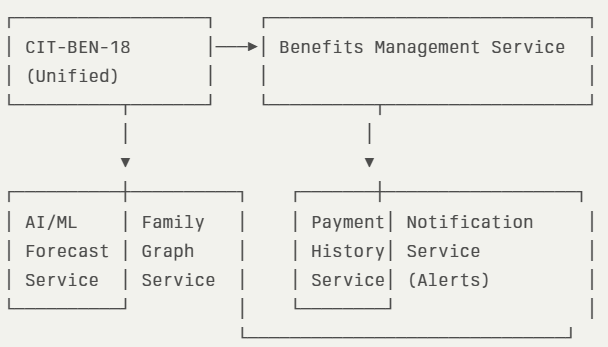 CIT-BEN-18
(Unified)
Benefits Management Service
AI/ML
Forecast
Service
Family
Graph
Service
Payment
History
Service
Notification
Service
(Alerts)